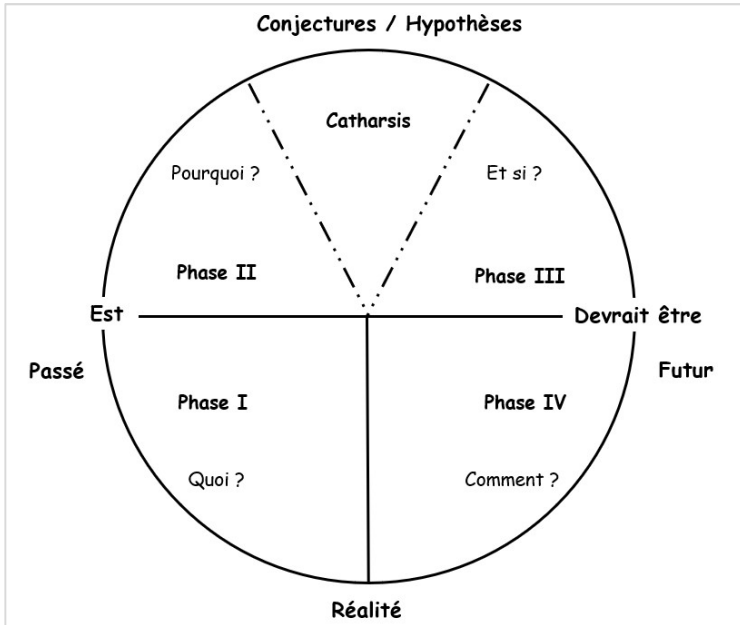 Conjectures / Hypothèses
Catharsis
Pourquoi ?
Et si ?
Phase II
Phase III
Est
Devrait être
Passé
Futur
Phase I
Phase IV
Quoi ?
Comment ?
Réalité